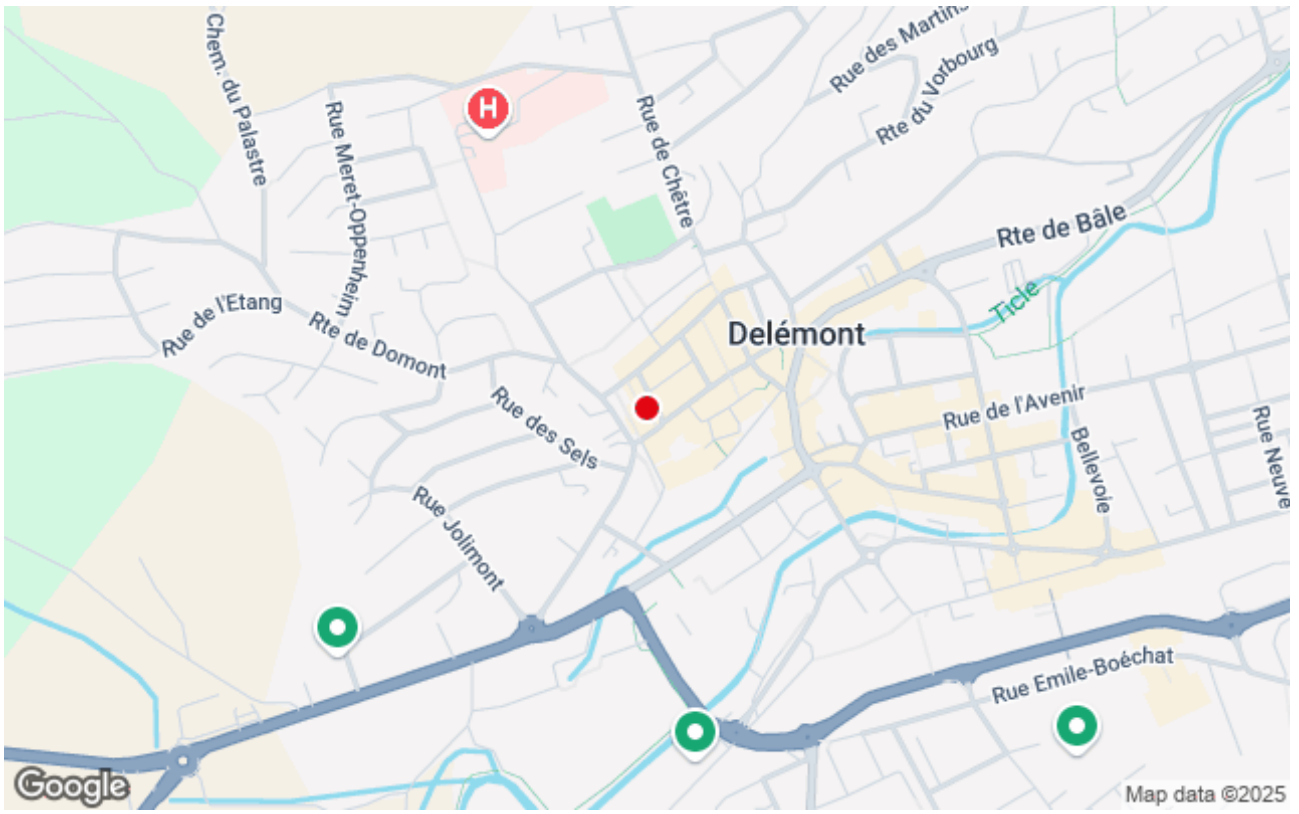 Chem. du Palastre
Rue des Martins
Rte du Vorbourg
H
Rue Meret-Oppenheim
Rue de Chêtre
Rte de Bâle
Ticle
Rue de l'Etang
Rte de Domont
Delémont
Rue de l'Avenir
Rue des Sels
Bellevoie
Rue Neuve
Rue Jolimont
Rue Emile-Boéchat
Google
Map data ©2025